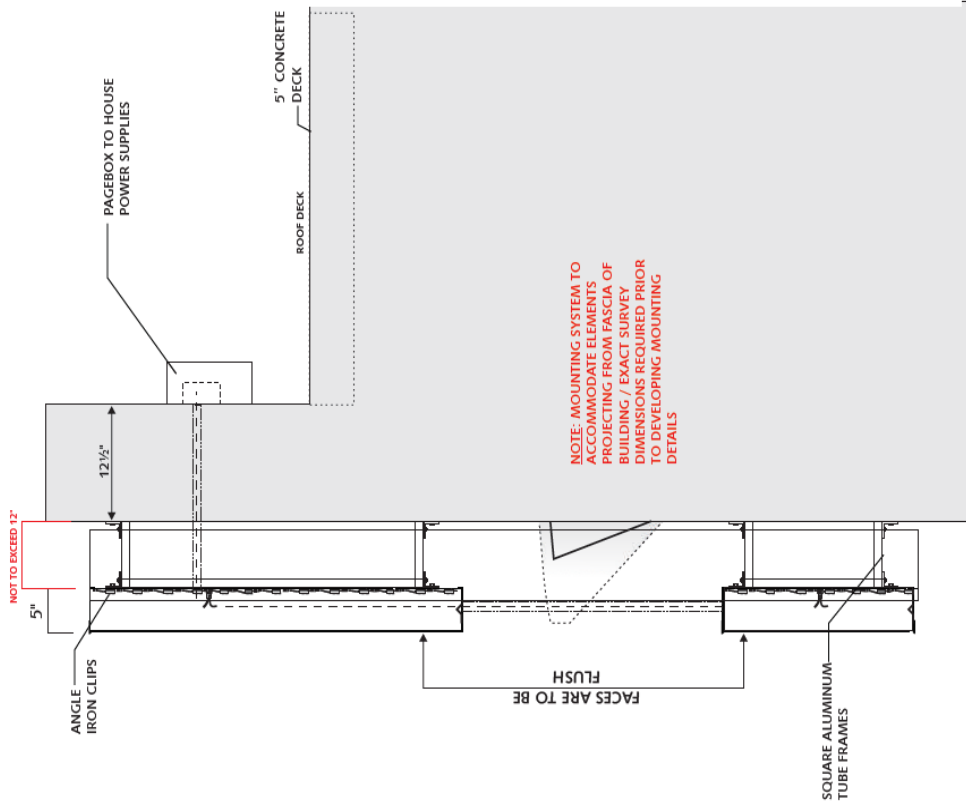 PAGEBOX TO HOUSE
POWER SUPPLIES
5" CONCRETE
DECK
ROOF DECK
NOT TO EXCEED 12"
12½"
5"
NOTE: MOUNTING SYSTEM TO
ACCOMMODATE ELEMENTS
PROJECTING FROM FASCIA OF
BUILDING / EXACT SURVEY
DIMENSIONS REQUIRED PRIOR
TO DEVELOPING MOUNTING
DETAILS
ANGLE
IRON CLIPS
FACES ARE TO BE
FLUSH
SQUARE ALUMINUM
TUBE FRAMES